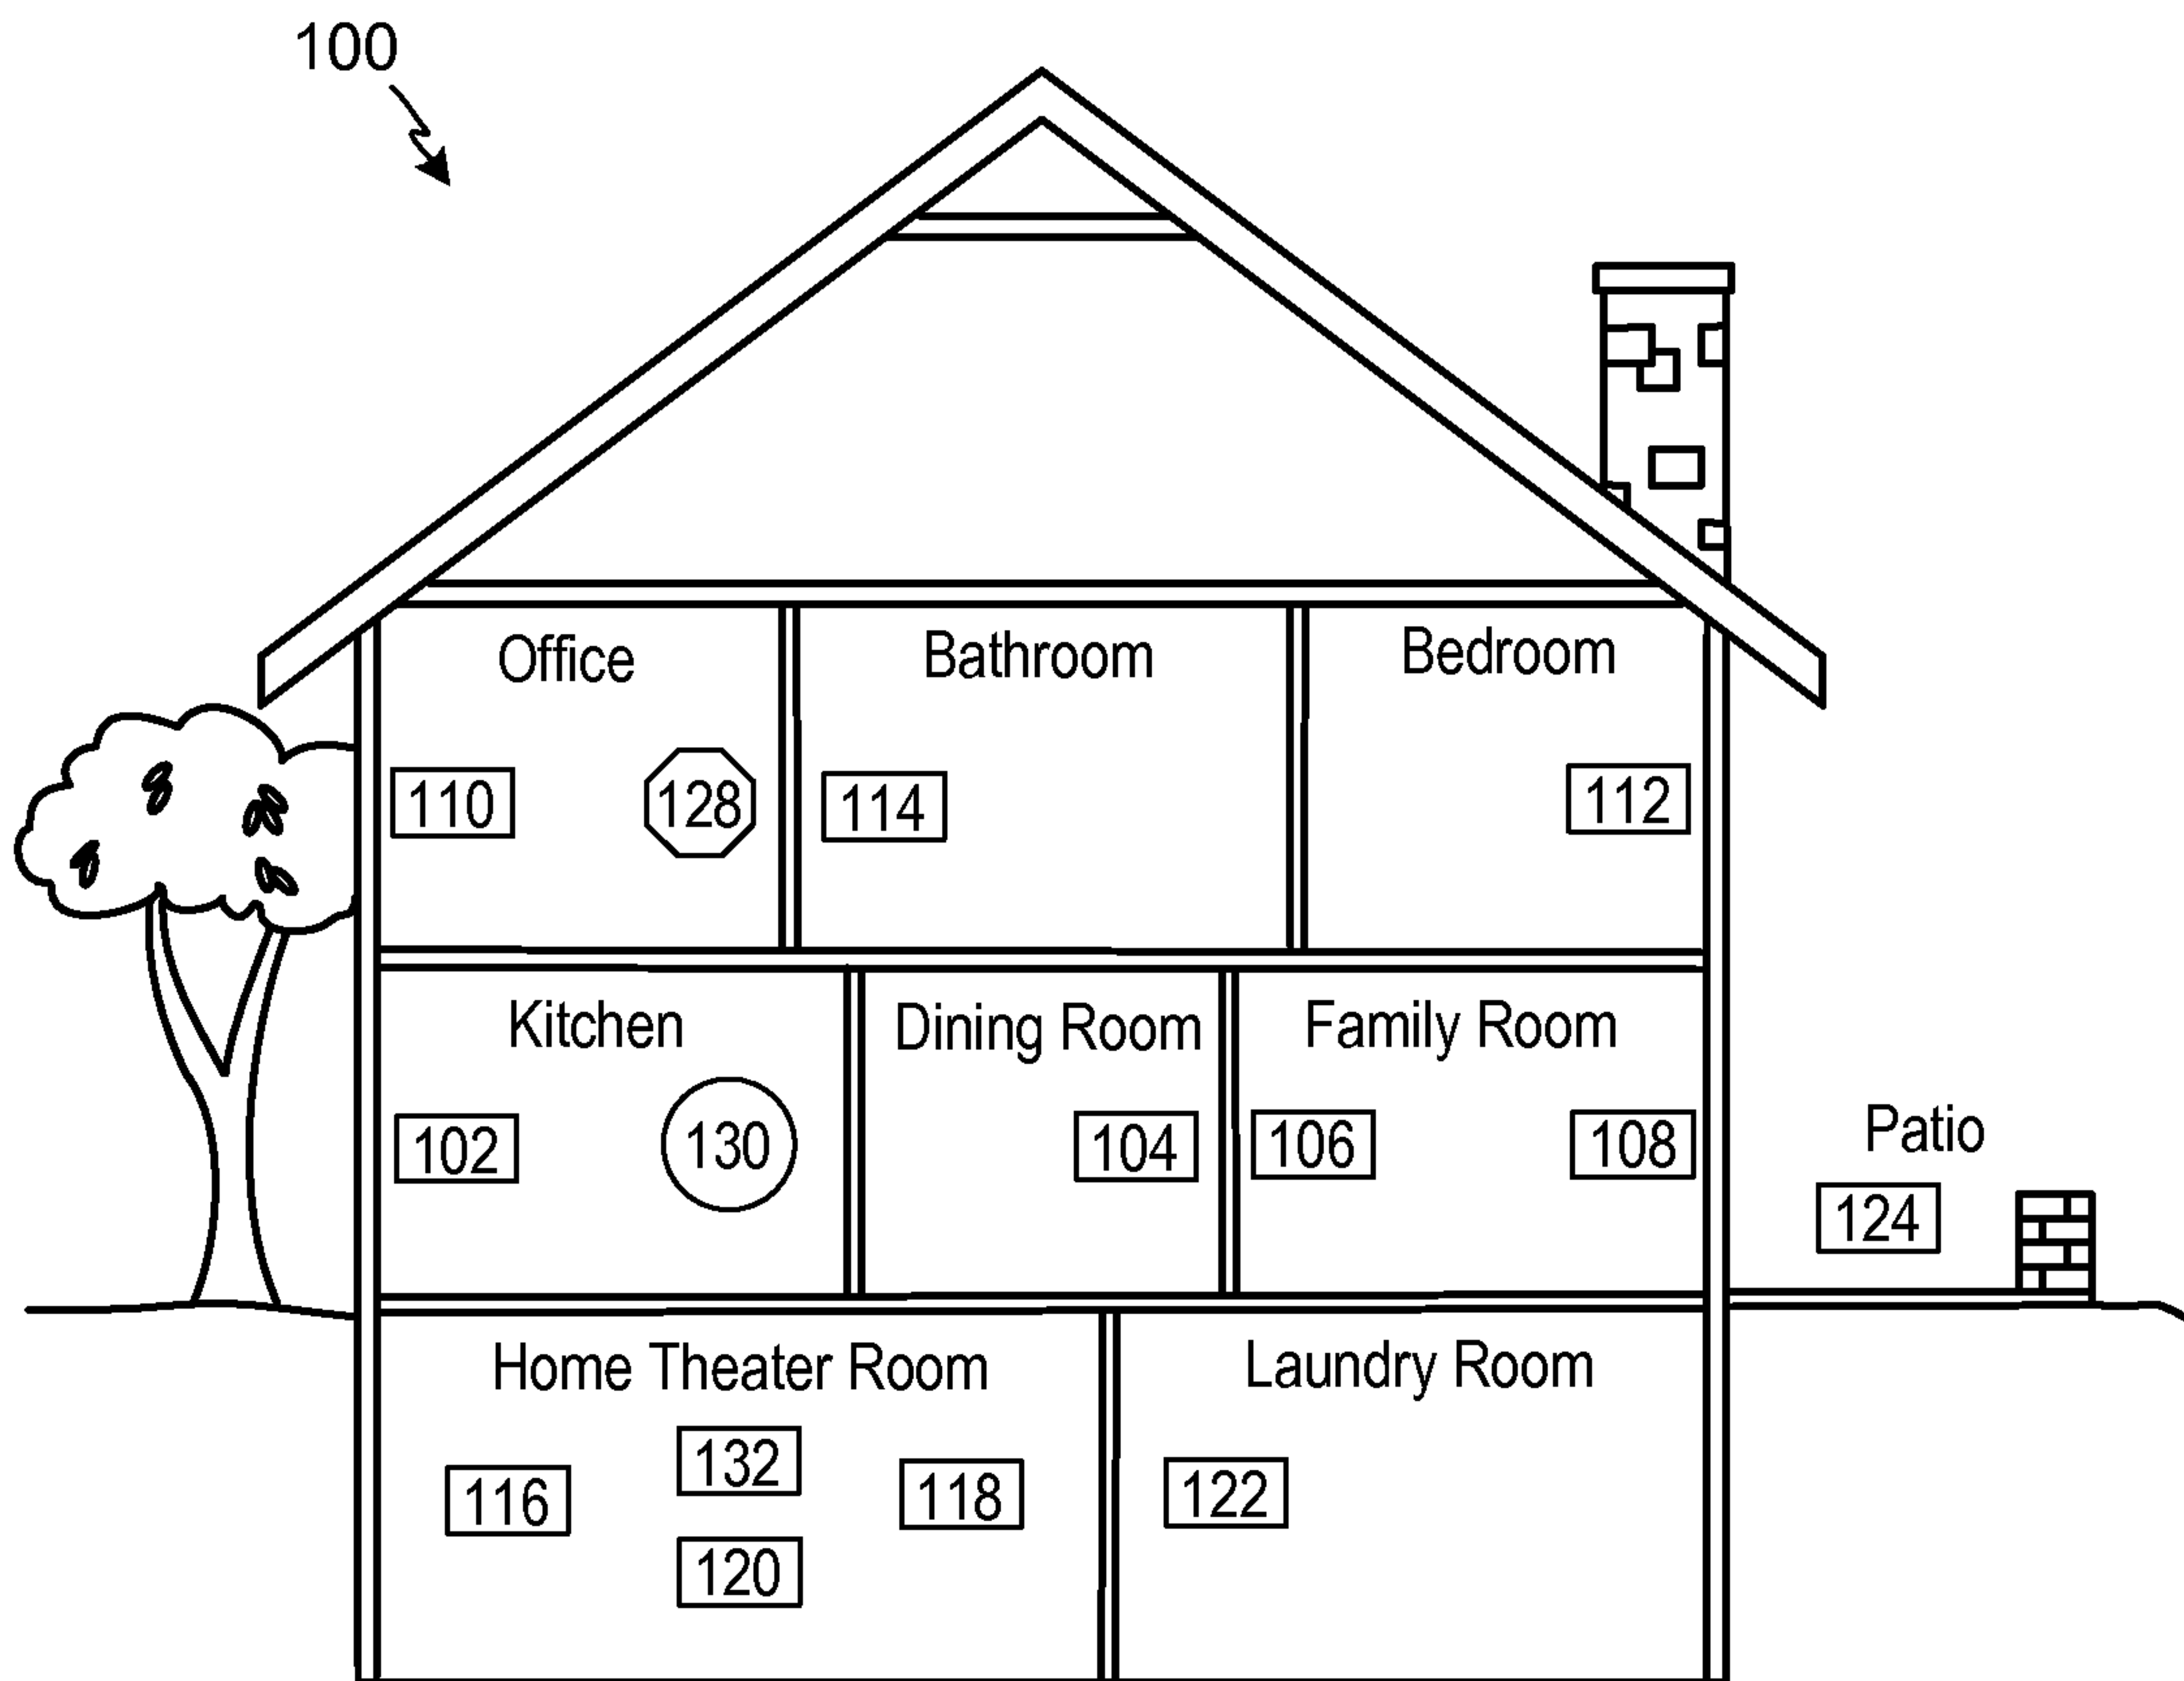 100
Office
Bathroom
Bedroom
110
128
114
112
Kitchen
Dining Room
Family Room
102
130
104
106
108
Patio
124
Home Theater Room
Laundry Room
116
132
118
120
122